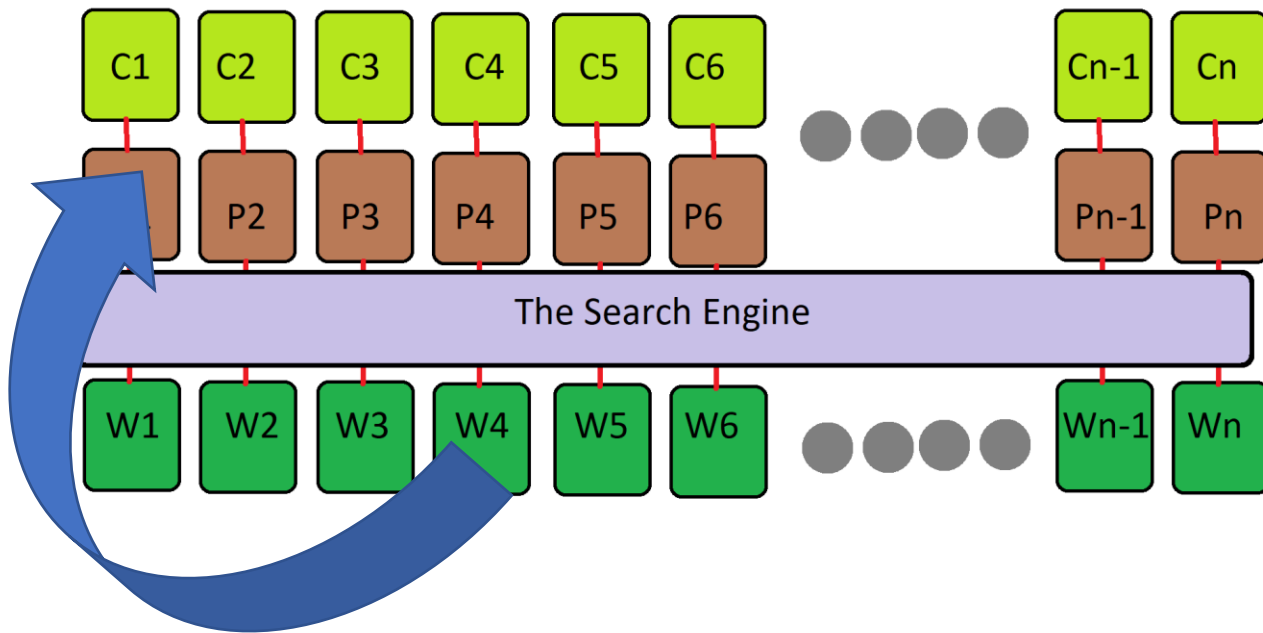 C1 C2 C3 C4 C5 C6 Cn-1 Cn
P2 P3 P4 P5 P6 Pn-1 Pn
The Search Engine
W1 W2 W3 W4 W5 W6 Wn-1 Wn